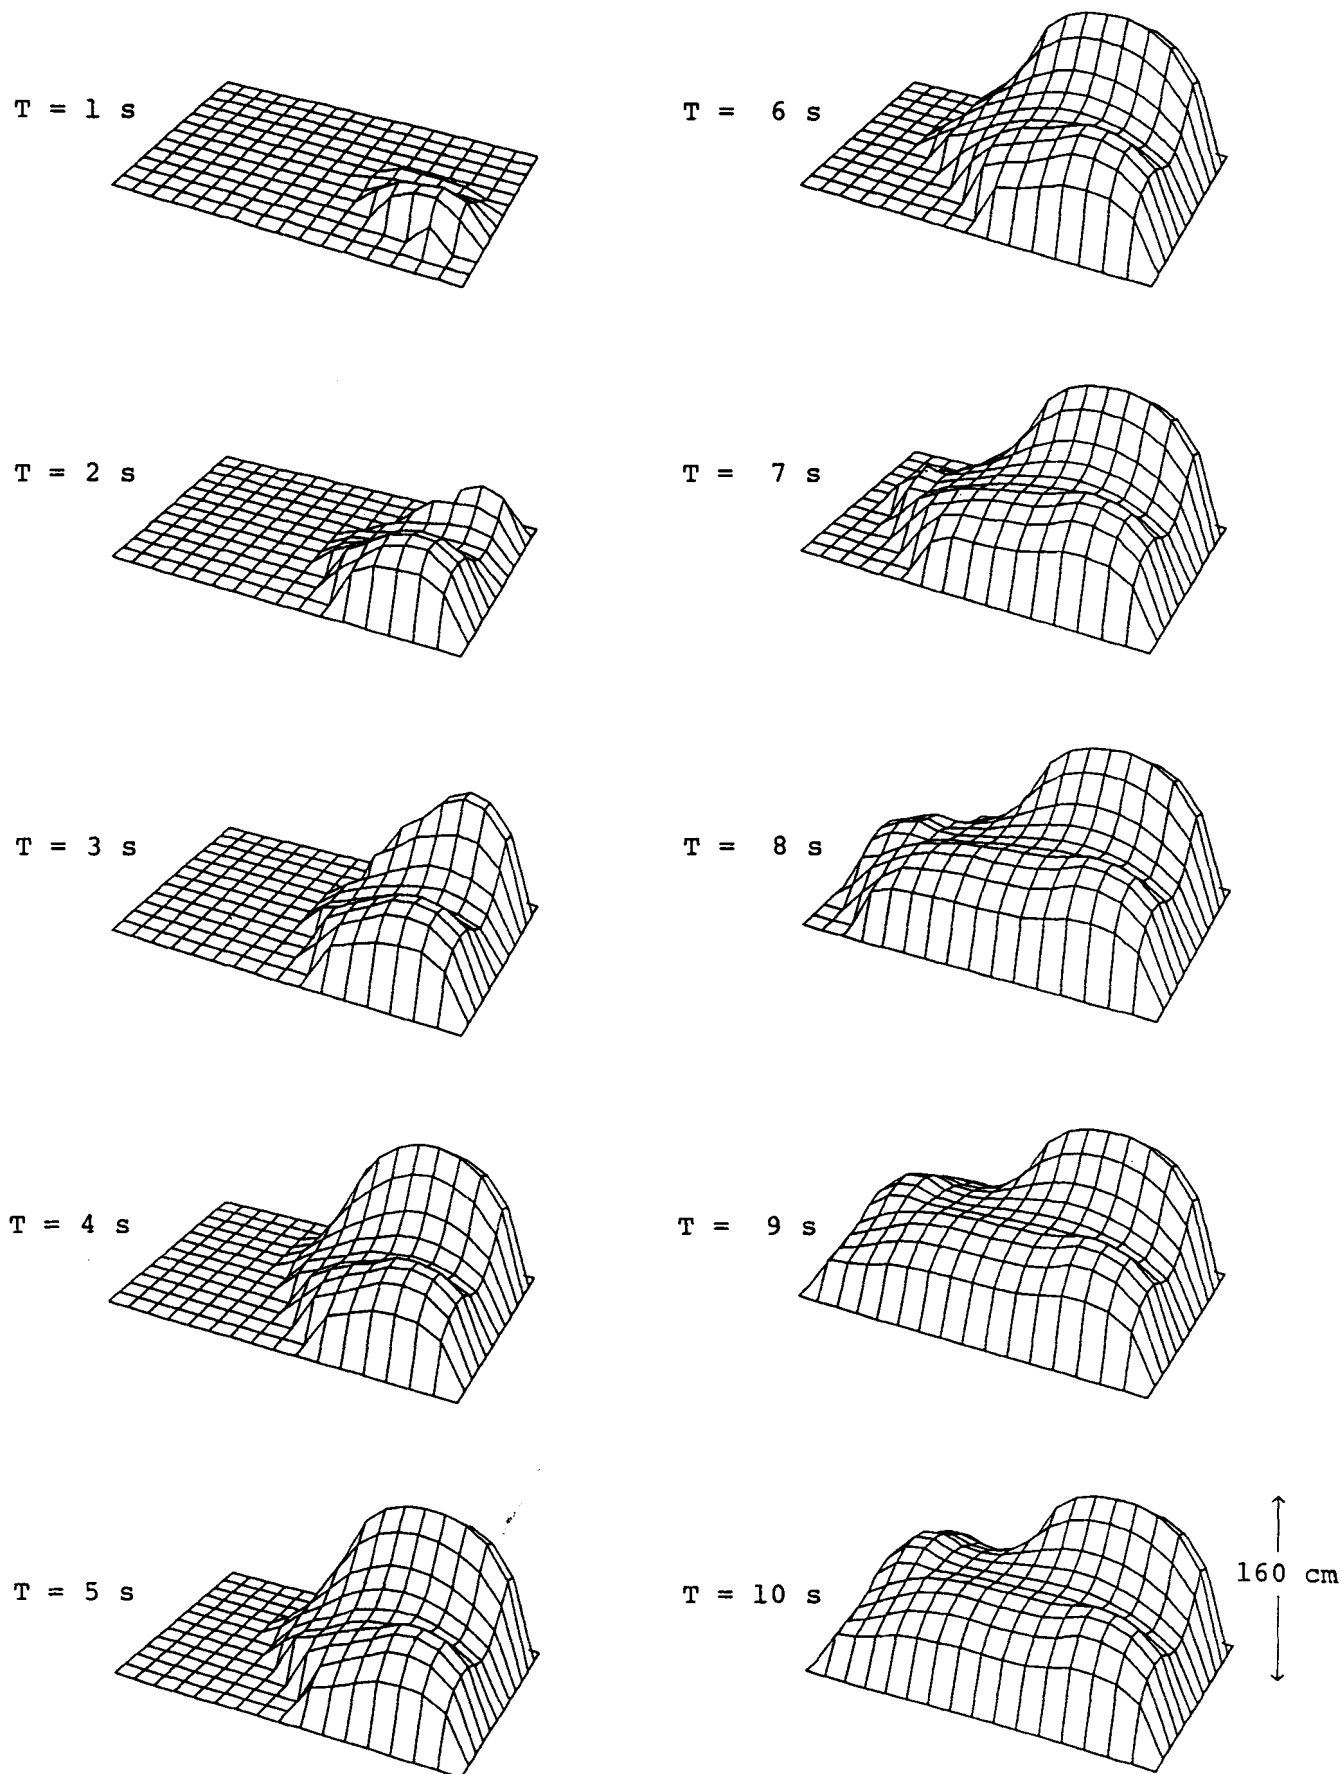 T = 1 s
T = 2 s
T = 3 s
T = 4 s
T = 5 s
T = 6 s
T = 7 s
T = 8 s
T = 9 s
T = 10 s
160 cm